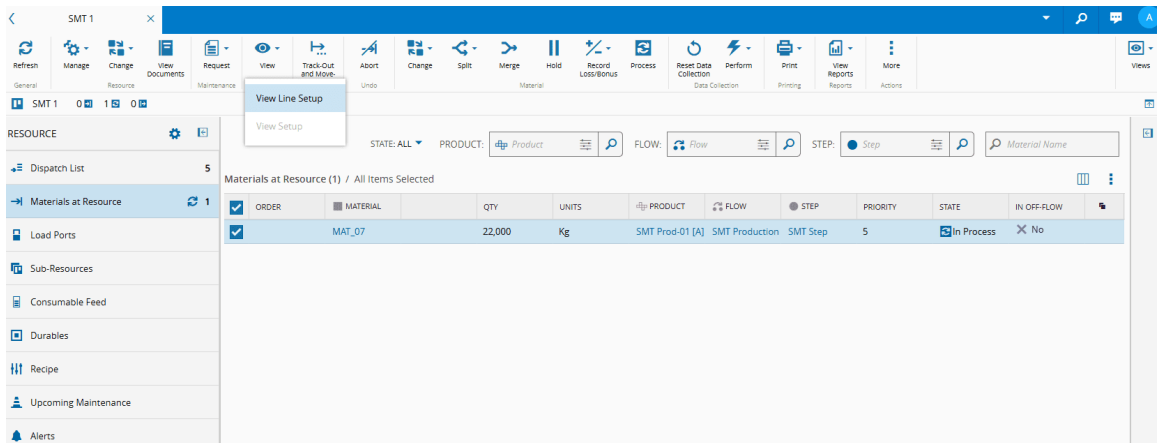 SMT 1
A
Refresh
Manage
Change
View Documents
Request
View
Track-Out and Move-
Abort
Change
Split
Merge
Hold
Record Loss/Bonus
Process
Reset Data Collection
Perform
Print
View Reports
More
Views
General
Resource
Maintenance
Undo
Material
Data Collection
Printing
Reports
Actions
View Line Setup
View Setup
SMT 1 0 1 0
RESOURCE
STATE: ALL PRODUCT: Product FLOW: Flow STEP: Step Material Name
Dispatch List 5
Materials at Resource 1
Load Ports
Sub-Resources
Consumable Feed
Durables
Recipe
Upcoming Maintenance
Alerts
Materials at Resource (1) / All Items Selected
ORDER MATERIAL QTY UNITS PRODUCT FLOW STEP PRIORITY STATE IN OFF-FLOW
MAT_07 22,000 Kg SMT Prod-01 [A] SMT Production SMT Step 5 In Process No